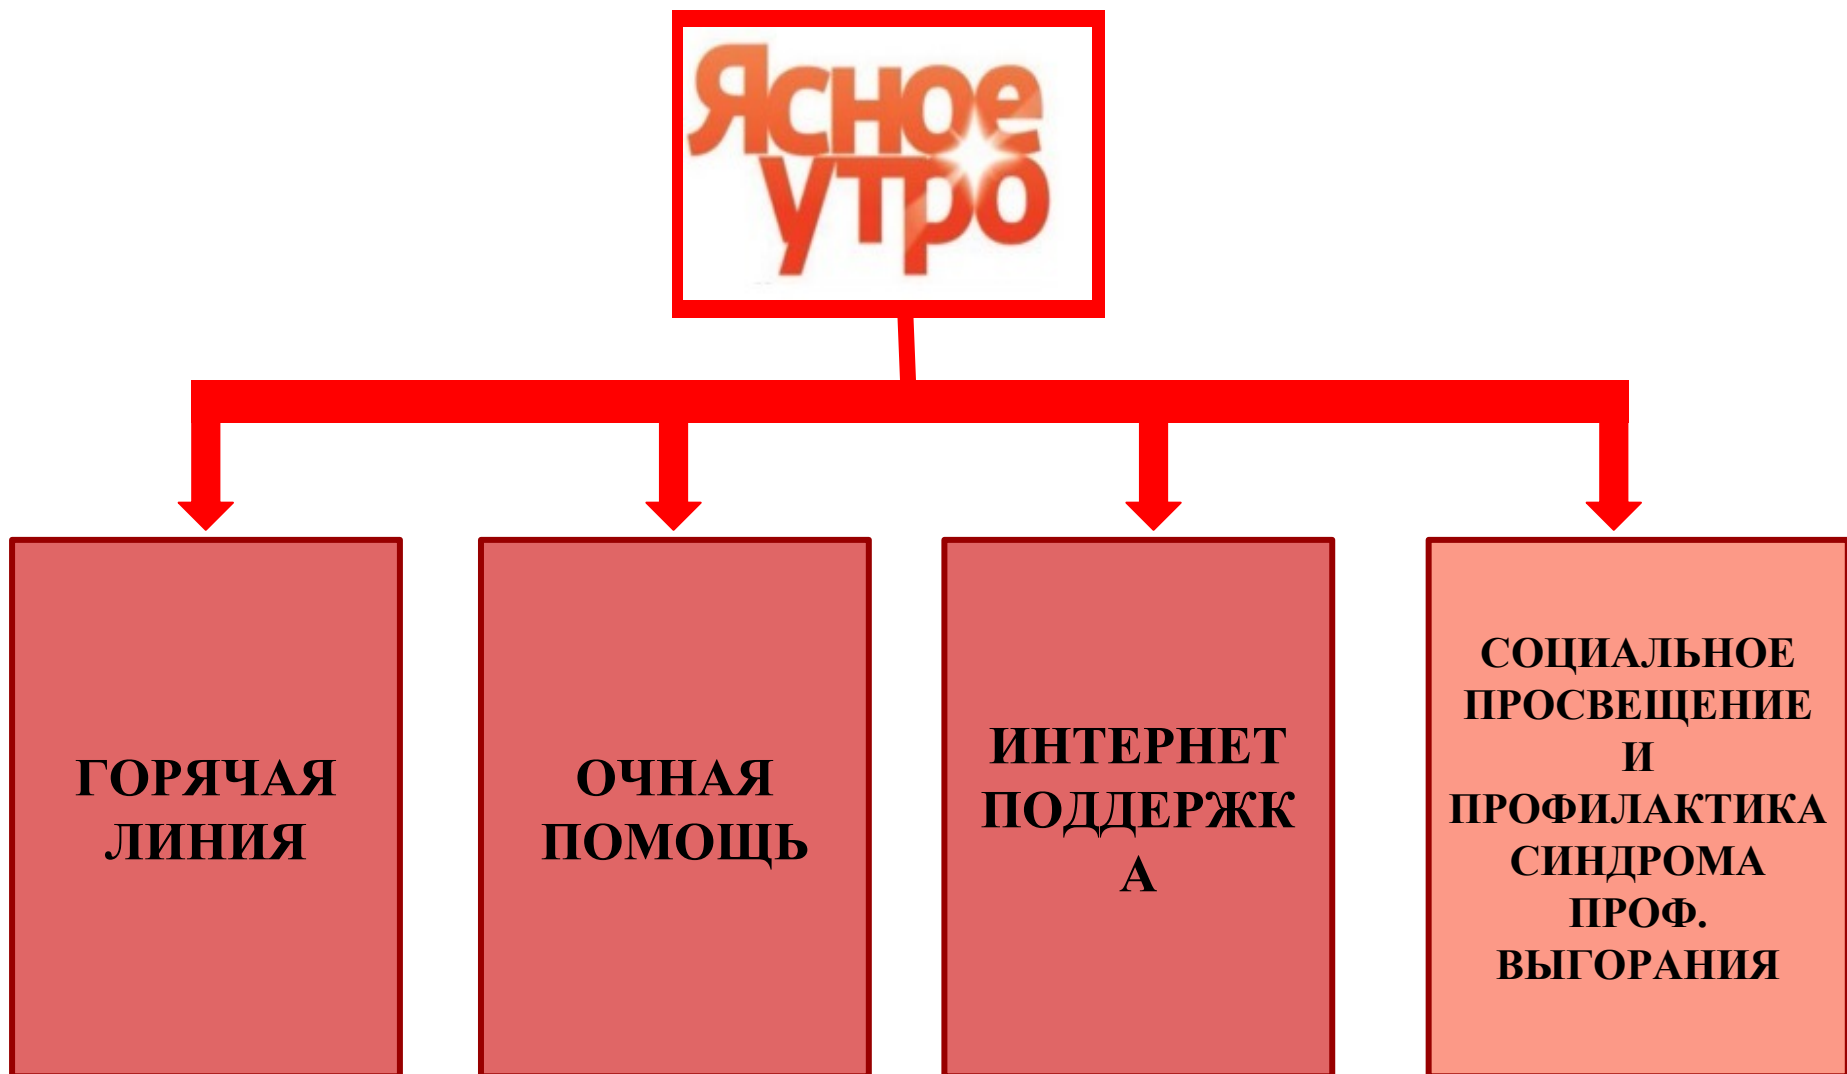 Ясное
утро
ГОРЯЧАЯ
ЛИНИЯ
ОЧНАЯ
ПОМОЩЬ
ИНТЕРНЕТ
ПОДДЕРЖК
А
СОЦИАЛЬНОЕ
ПРОСВЕЩЕНИЕ
И
ПРОФИЛАКТИКА
СИНДРОМА
ПРОФ.
ВЫГОРАНИЯ